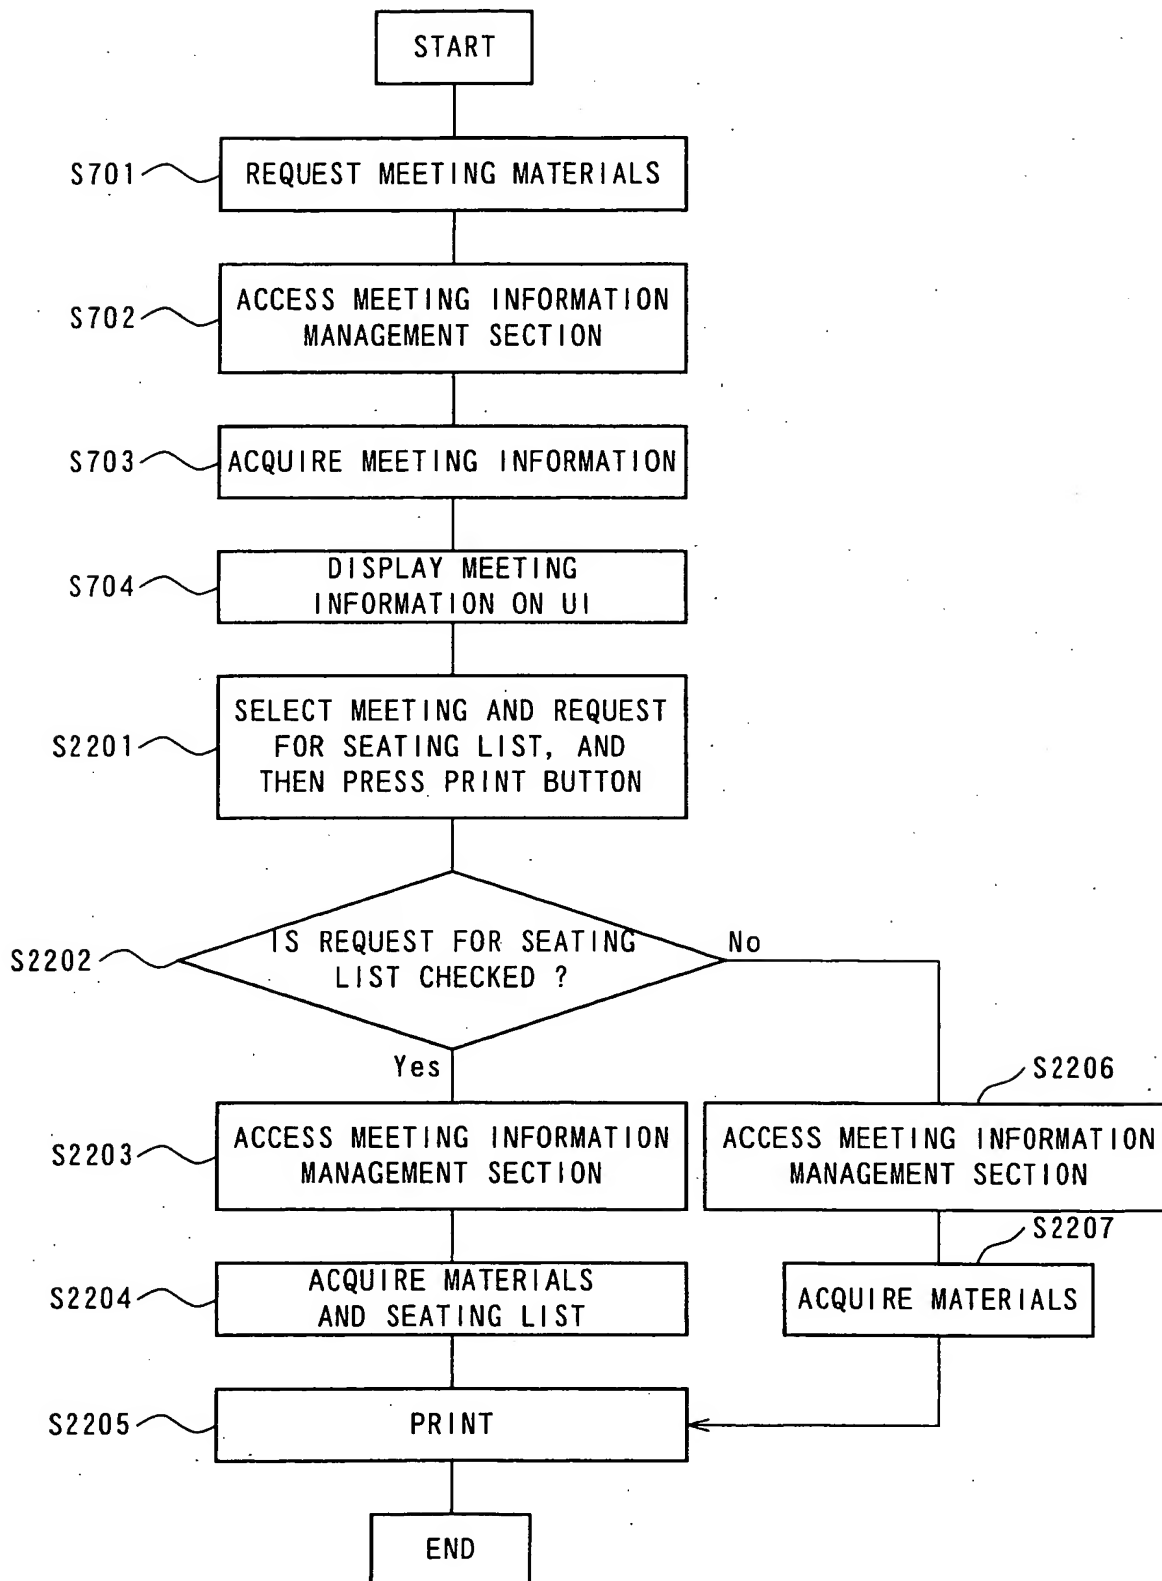 START
S701
REQUEST MEETING MATERIALS
S702
ACCESS MEETING INFORMATION
MANAGEMENT SECTION
S703
ACQUIRE MEETING INFORMATION
S704
DISPLAY MEETING
INFORMATION ON UI
S2201
SELECT MEETING AND REQUEST
FOR SEATING LIST, AND
THEN PRESS PRINT BUTTON
S2202
IS REQUEST FOR SEATING
LIST CHECKED ?
No
Yes
S2203
ACCESS MEETING INFORMATION
MANAGEMENT SECTION
S2206
ACCESS MEETING INFORMATION
MANAGEMENT SECTION
S2204
ACQUIRE MATERIALS
AND SEATING LIST
S2207
ACQUIRE MATERIALS
S2205
PRINT
END